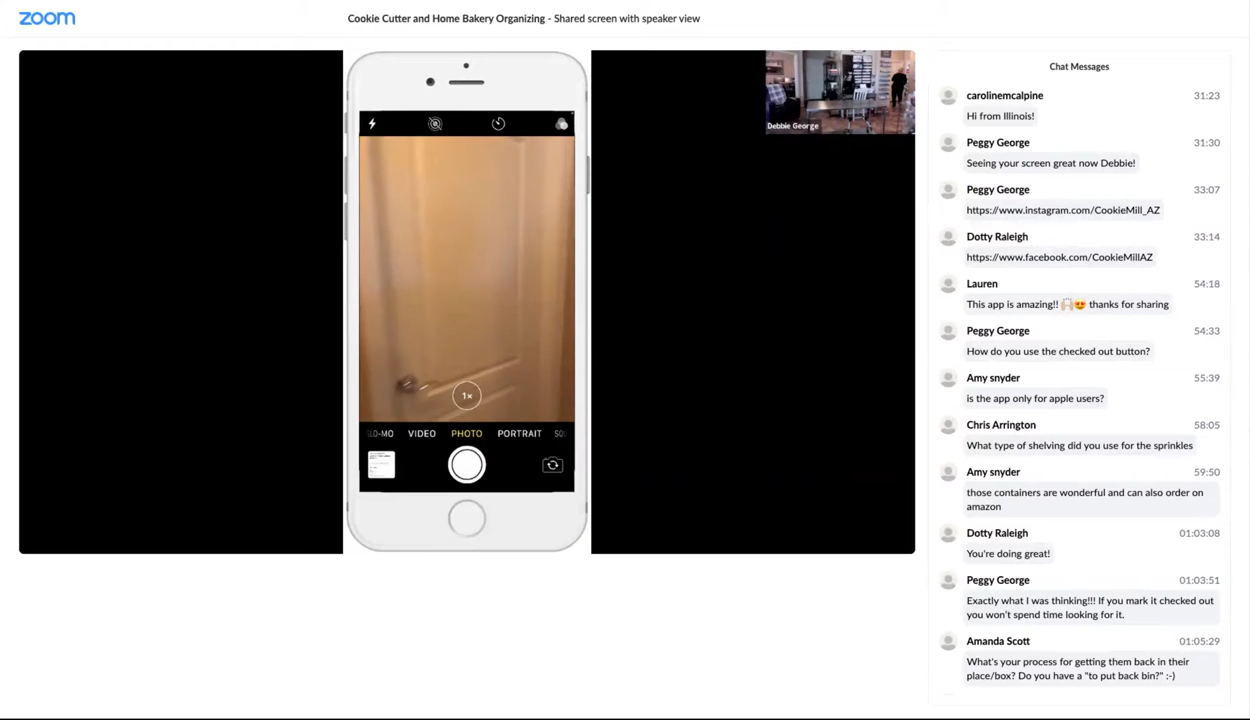 zoom
Cookie Cutter and Home Bakery Organizing - Shared screen with speaker view
Debbie George
1×
SLO-MO VIDEO PHOTO PORTRAIT
Chat Messages
carolinemcalpine 31:23
Hi from Illinois!
Peggy George 31:30
Seeing your screen great now Debbie!
Peggy George 33:07
https://www.instagram.com/CookieMill_AZ
Dotty Raleigh 33:14
https://www.facebook.com/CookieMillAZ
Lauren 54:18
This app is amazing!! 🙌🏻😍 thanks for sharing
Peggy George 54:33
How do you use the checked out button?
Amy snyder 55:39
is the app only for apple users?
Chris Arrington 58:05
What type of shelving did you use for the sprinkles
Amy snyder 59:50
those containers are wonderful and can also order on
amazon
Dotty Raleigh 01:03:08
You're doing great!
Peggy George 01:03:51
Exactly what I was thinking!!! If you mark it checked out
you won't spend time looking for it.
Amanda Scott 01:05:29
What's your process for getting them back in their
place/box? Do you have a "to put back bin?" :-)